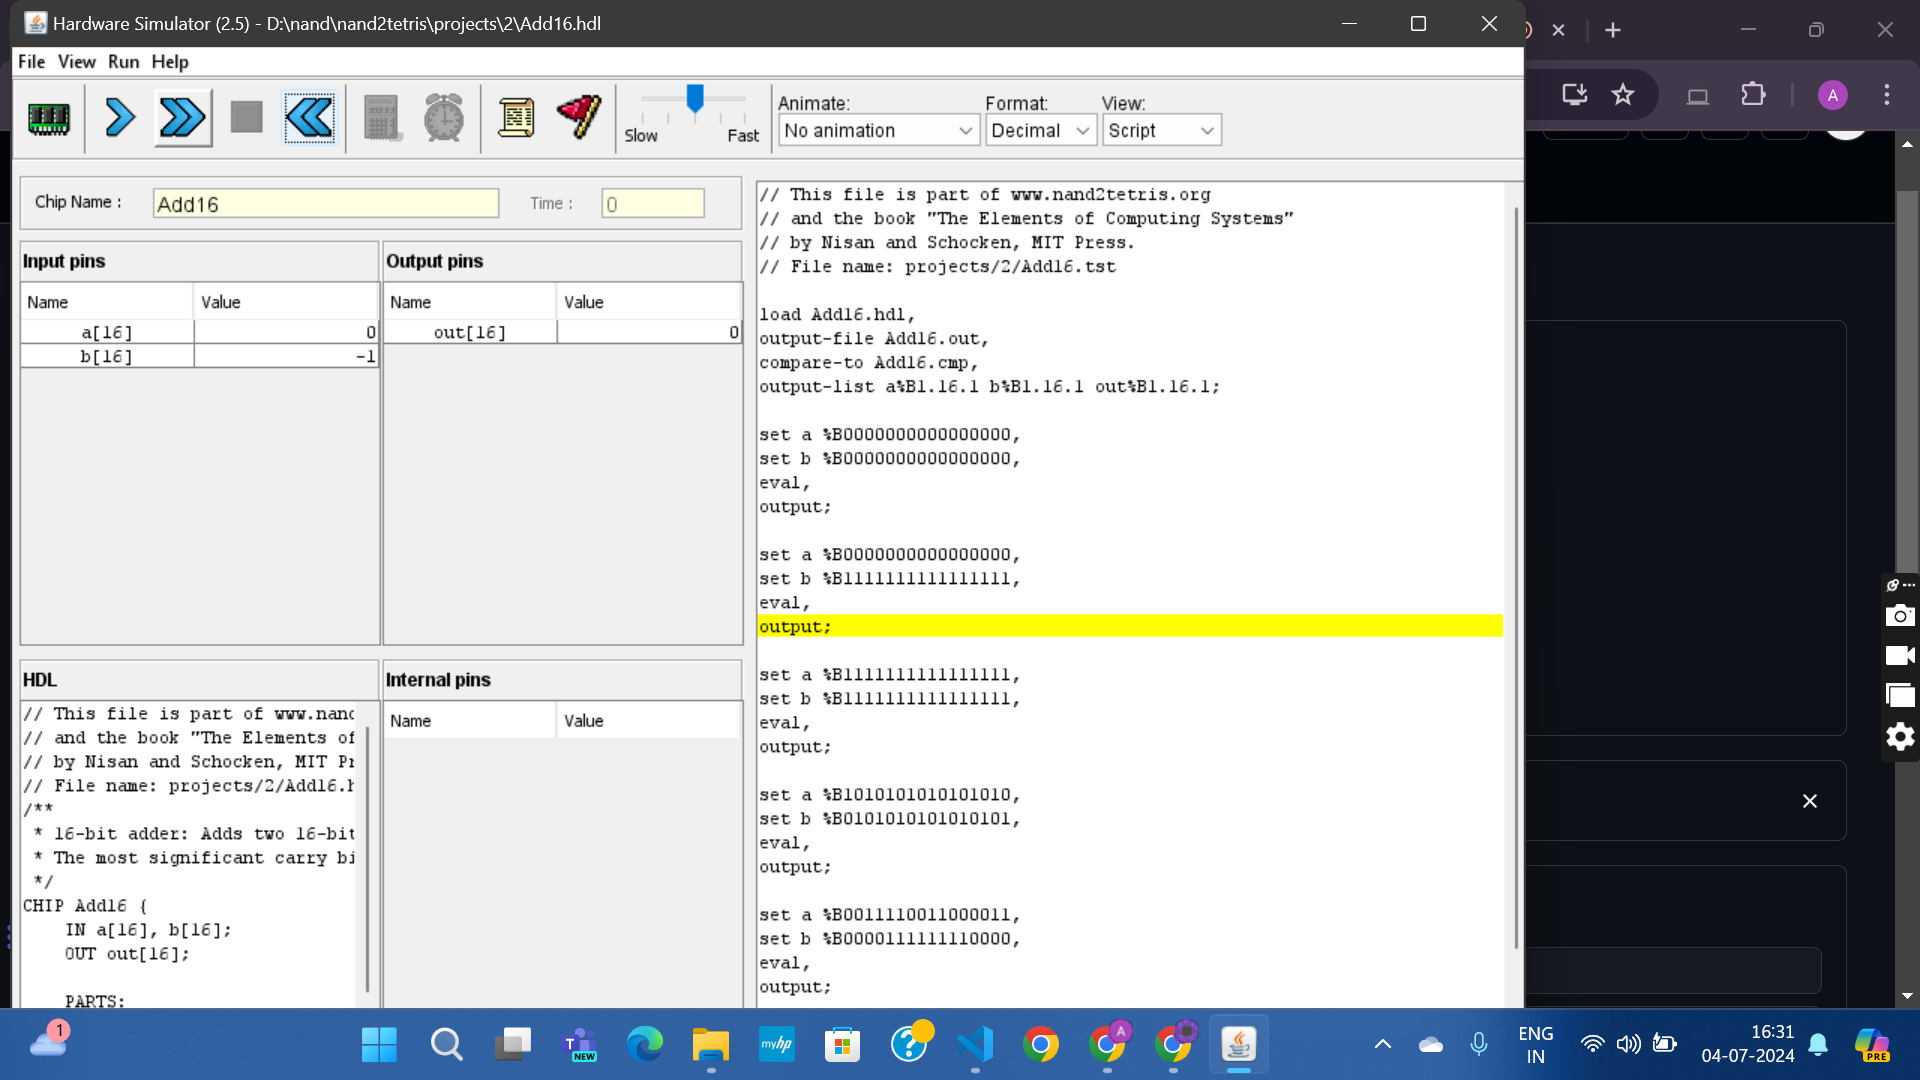 Hardware Simulator (2.5) - D:\nand\nand2tetris\projects\2\Add16.hdl
File View Run Help
Slow Fast
Animate: Format: View:
No animation Decimal Script
A
Chip Name : Add16 Time : 0
Input pins
Name Value
a[16] 0
b[16] -1
Output pins
Name Value
out[16] 0
HDL
// This file is part of www.nand
// and the book "The Elements of
// by Nisan and Schocken, MIT Pr
// File name: projects/2/Add16.h
/**
* 16-bit adder: Adds two 16-bit
* The most significant carry bi
*/
CHIP Add16 {
IN a[16], b[16];
OUT out[16];
PARTS:
Internal pins
Name Value
// This file is part of www.nand2tetris.org
// and the book "The Elements of Computing Systems"
// by Nisan and Schocken, MIT Press.
// File name: projects/2/Add16.tst
load Add16.hdl,
output-file Add16.out,
compare-to Add16.cmp,
output-list a%B1.16.1 b%B1.16.1 out%B1.16.1;
set a %B0000000000000000,
set b %B0000000000000000,
eval,
output;
set a %B0000000000000000,
set b %B1111111111111111,
eval,
output;
set a %B1111111111111111,
set b %B1111111111111111,
eval,
output;
set a %B1010101010101010,
set b %B0101010101010101,
eval,
output;
set a %B0011110011000011,
set b %B0000111111110000,
eval,
output;
1
NEW
myhp
A
ENG
IN
16:31
04-07-2024
PRE